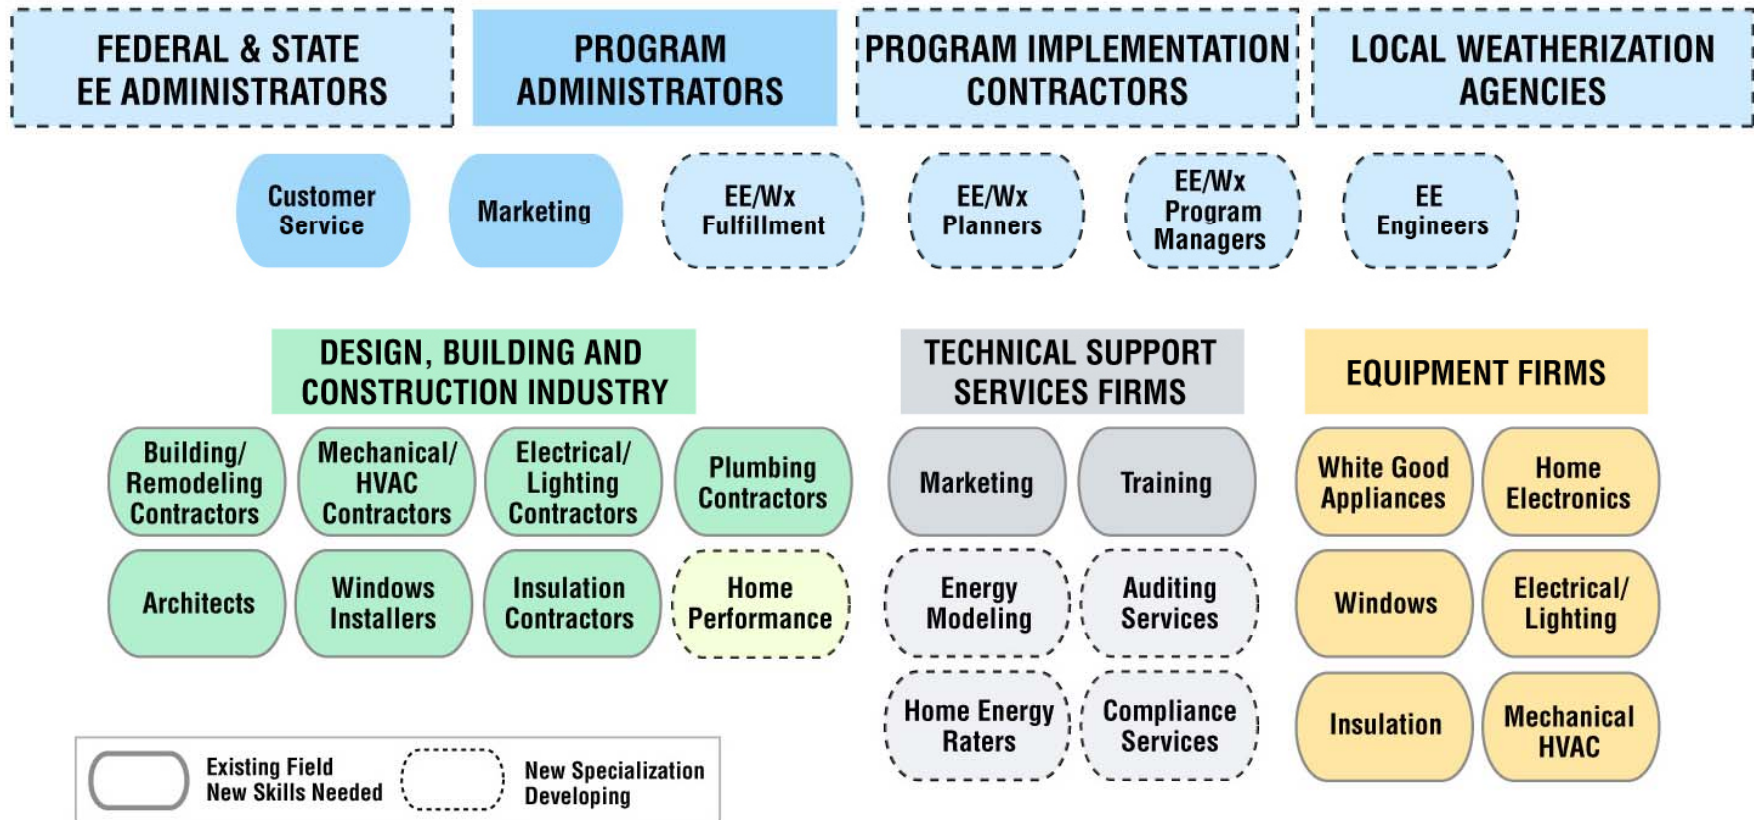 FEDERAL & STATE
EE ADMINISTRATORS
PROGRAM
ADMINISTRATORS
PROGRAM IMPLEMENTATION
CONTRACTORS
LOCAL WEATHERIZATION
AGENCIES
Customer
Service
Marketing
EE/Wx
Fulfillment
EE/Wx
Planners
EE/Wx
Program
Managers
EE
Engineers
DESIGN, BUILDING AND
CONSTRUCTION INDUSTRY
Building/
Remodeling
Contractors
Mechanical/
HVAC
Contractors
Electrical/
Lighting
Contractors
Plumbing
Contractors
Architects
Windows
Installers
Insulation
Contractors
Home
Performance
TECHNICAL SUPPORT
SERVICES FIRMS
Marketing
Training
Energy
Modeling
Auditing
Services
Home Energy
Raters
Compliance
Services
EQUIPMENT FIRMS
White Good
Appliances
Home
Electronics
Windows
Electrical/
Lighting
Insulation
Mechanical
HVAC
Existing Field
New Skills Needed
New Specialization
Developing